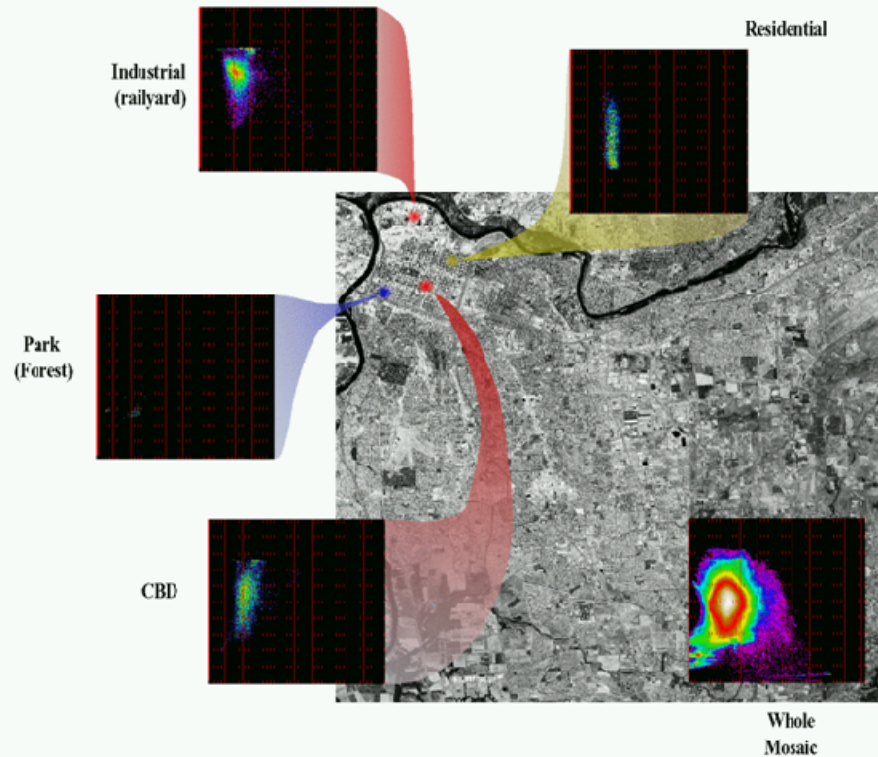 Residential
Industrial
(railyard)
Park
(Forest)
CBD
Whole
Mosaic